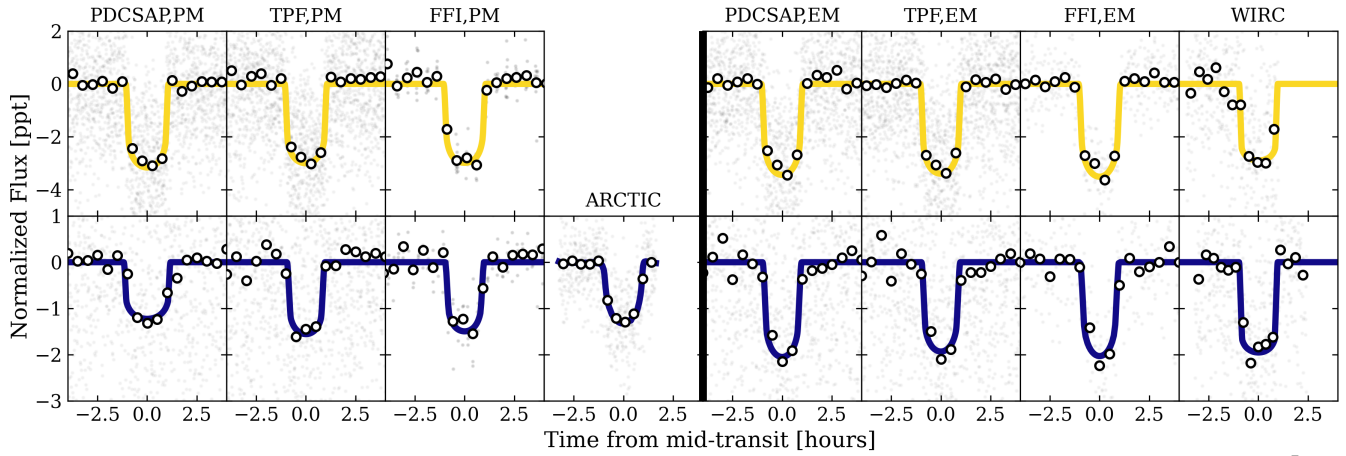 PDCSAP,PM TPF,PM FFI,PM PDCSAP,EM TPF,EM FFI,EM WIRC
2
0
−2
−4
ARCTIC
1
0
−1
−2
−3
Normalized Flux [ppt]
−2.5 0.0 2.5 −2.5 0.0 2.5 −2.5 0.0 2.5 −2.5 0.0 2.5 −2.5 0.0 2.5 −2.5 0.0 2.5 −2.5 0.0 2.5 −2.5 0.0 2.5
Time from mid-transit [hours]